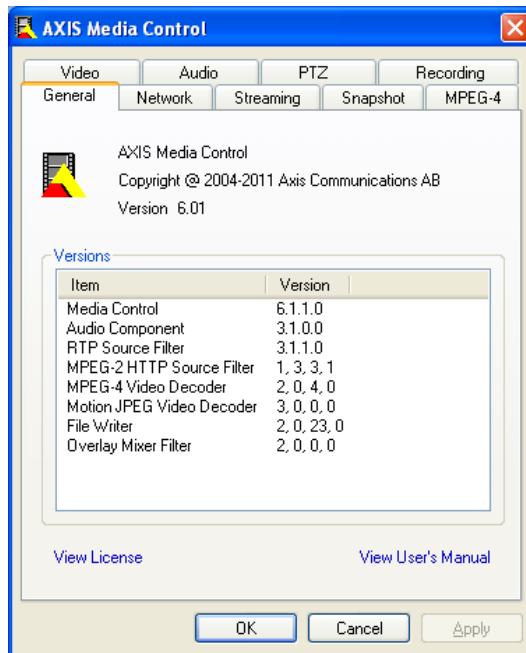 AXIS Media Control
Video Audio PTZ Recording
General Network Streaming Snapshot MPEG-4
AXIS Media Control
Copyright @ 2004-2011 Axis Communications AB
Version 6.01
Versions
Item Version
Media Control 6.1.1.0
Audio Component 3.1.0.0
RTP Source Filter 3.1.1.0
MPEG-2 HTTP Source Filter 1, 3, 3, 1
MPEG-4 Video Decoder 2, 0, 4, 0
Motion JPEG Video Decoder 3, 0, 0, 0
File Writer 2, 0, 23, 0
Overlay Mixer Filter 2, 0, 0, 0
View License View User's Manual
OK Cancel Apply